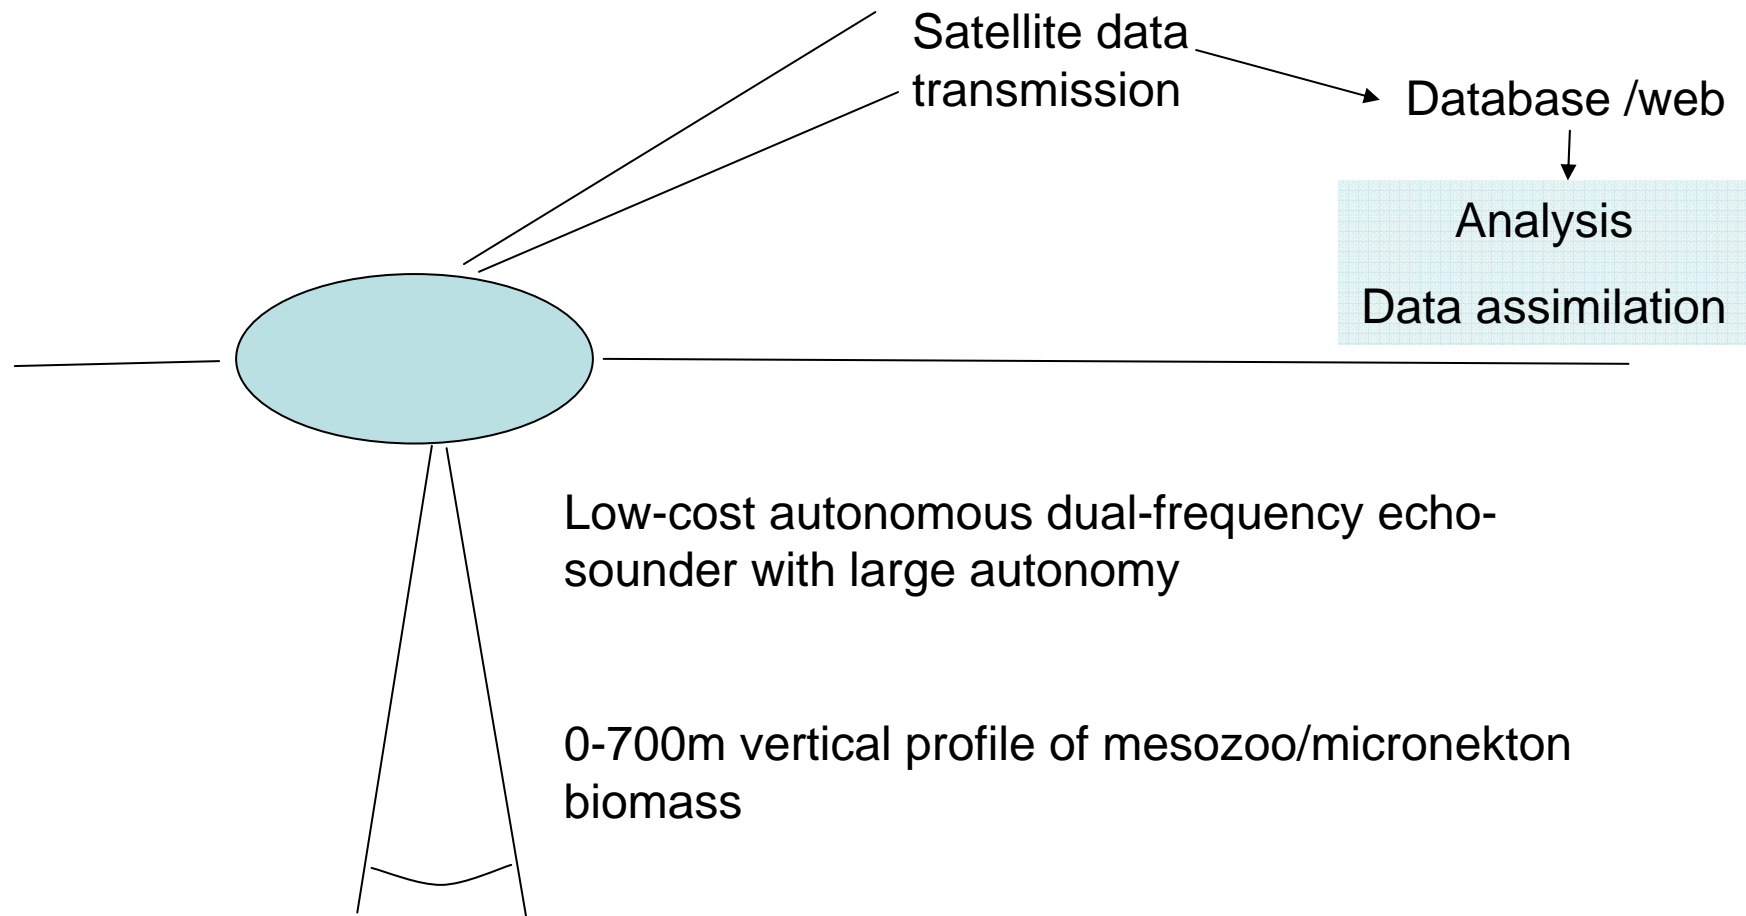 Satellite data
transmission
Database /web
Analysis
Data assimilation
Low-cost autonomous dual-frequency echo-
sounder with large autonomy
0-700m vertical profile of mesozoo/micronekton
biomass